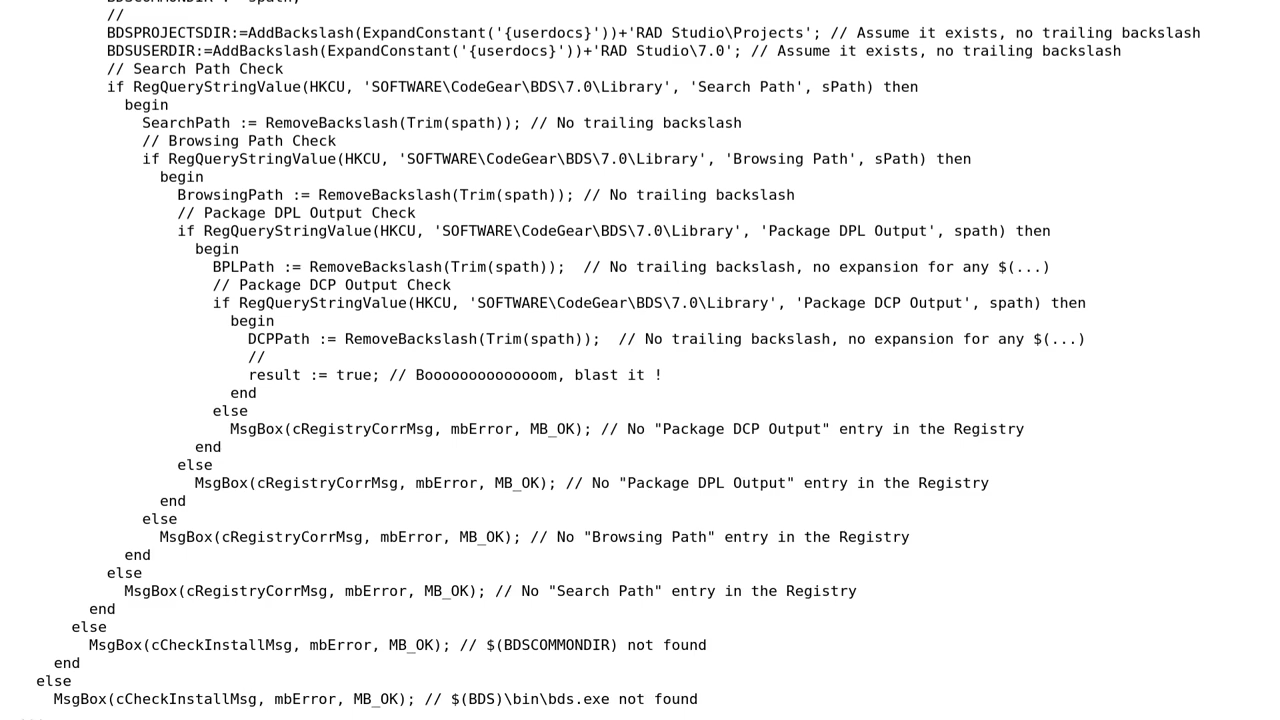 //
BDSPROJECTSDIR:=AddBackslash(ExpandConstant('{userdocs}'))+'RAD Studio\Projects'; // Assume it exists, no trailing backslash
BDSUSERDIR:=AddBackslash(ExpandConstant('{userdocs}'))+'RAD Studio\7.0'; // Assume it exists, no trailing backslash
// Search Path Check
if RegQueryStringValue(HKCU, 'SOFTWARE\CodeGear\BDS\7.0\Library', 'Search Path', sPath) then
begin
SearchPath := RemoveBackslash(Trim(spath)); // No trailing backslash
// Browsing Path Check
if RegQueryStringValue(HKCU, 'SOFTWARE\CodeGear\BDS\7.0\Library', 'Browsing Path', sPath) then
begin
BrowsingPath := RemoveBackslash(Trim(spath)); // No trailing backslash
// Package DPL Output Check
if RegQueryStringValue(HKCU, 'SOFTWARE\CodeGear\BDS\7.0\Library', 'Package DPL Output', spath) then
begin
BPLPath := RemoveBackslash(Trim(spath));  // No trailing backslash, no expansion for any $(...)
// Package DCP Output Check
if RegQueryStringValue(HKCU, 'SOFTWARE\CodeGear\BDS\7.0\Library', 'Package DCP Output', spath) then
begin
DCPPath := RemoveBackslash(Trim(spath));  // No trailing backslash, no expansion for any $(...)
//
result := true; // Boooooooooooooom, blast it !
end
else
MsgBox(cRegistryCorrMsg, mbError, MB_OK); // No "Package DCP Output" entry in the Registry
end
else
MsgBox(cRegistryCorrMsg, mbError, MB_OK); // No "Package DPL Output" entry in the Registry
end
else
MsgBox(cRegistryCorrMsg, mbError, MB_OK); // No "Browsing Path" entry in the Registry
end
else
MsgBox(cRegistryCorrMsg, mbError, MB_OK); // No "Search Path" entry in the Registry
end
else
MsgBox(cCheckInstallMsg, mbError, MB_OK); // $(BDSCOMMONDIR) not found
end
else
MsgBox(cCheckInstallMsg, mbError, MB_OK); // $(BDS)\bin\bds.exe not found